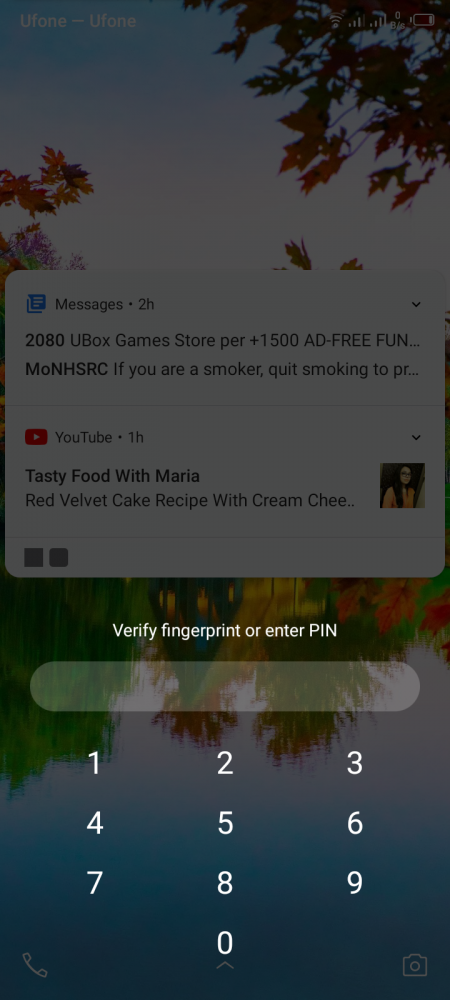 Ufone — Ufone
0
B/s
Messages • 2h
2080 UBox Games Store per +1500 AD-FREE FUN...
MoNHSRC If you are a smoker, quit smoking to pr...
YouTube • 1h
Tasty Food With Maria
Red Velvet Cake Recipe With Cream Chee..
Verify fingerprint or enter PIN
1 2 3
4 5 6
7 8 9
0